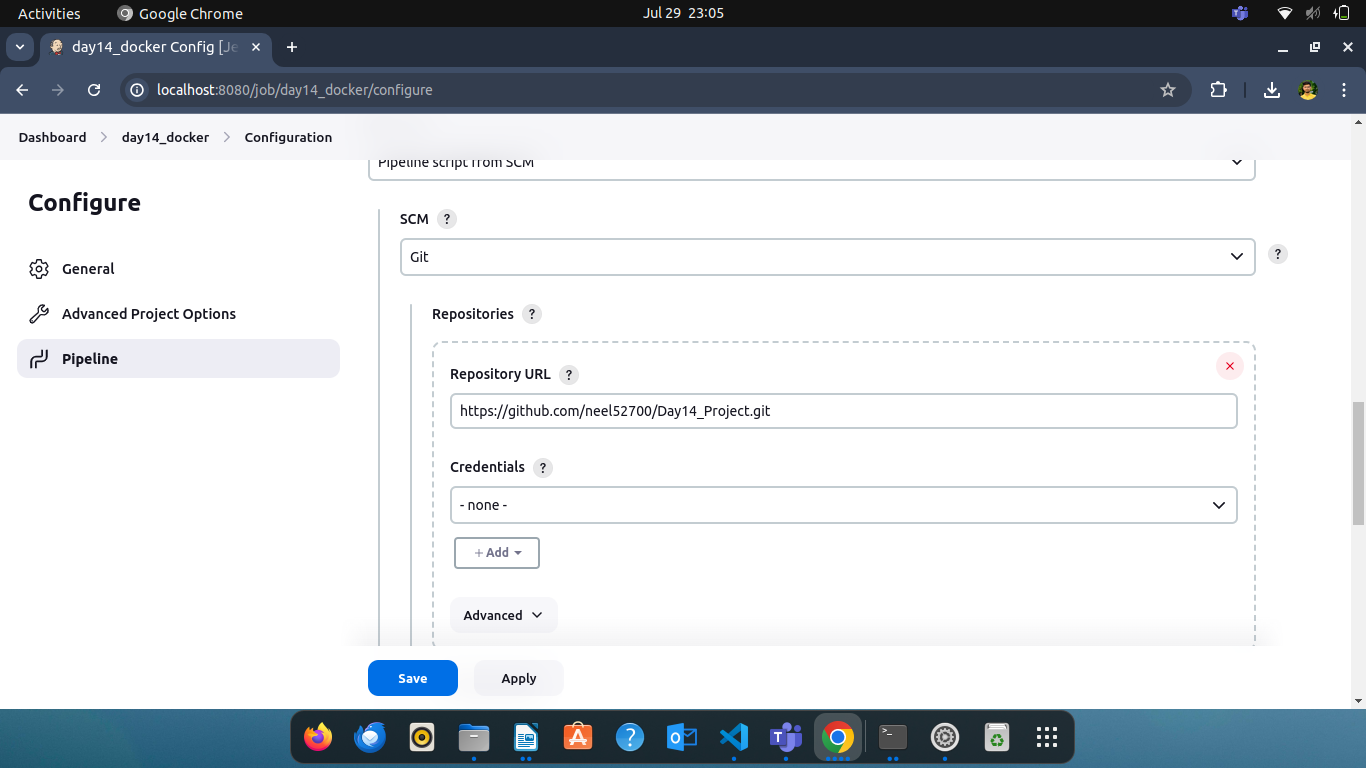 Activities Google Chrome Jul 29 23:05
day14_docker Config [Je
localhost:8080/job/day14_docker/configure
Dashboard day14_docker Configuration
Pipeline script from SCM
Configure
SCM ?
Git
?
General
Repositories ?
Advanced Project Options
Pipeline
Repository URL ?
https://github.com/neel52700/Day14_Project.git
Credentials ?
- none -
+ Add
Advanced
Save Apply